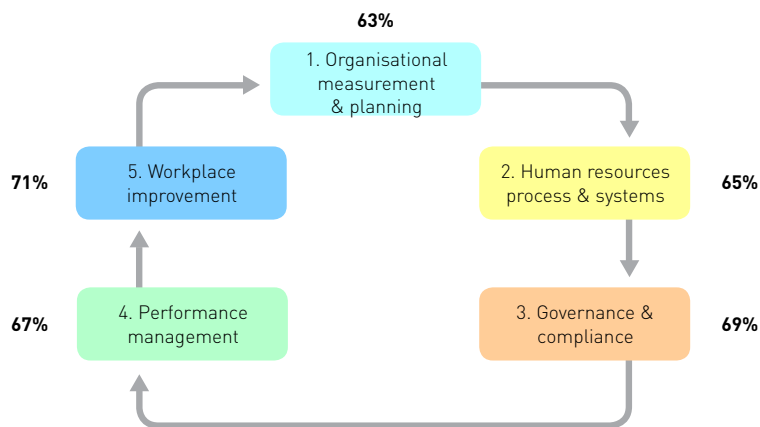 63%
1. Organisational
measurement
& planning
71%
5. Workplace
improvement
2. Human resources
process & systems
65%
67%
4. Performance
management
3. Governance &
compliance
69%